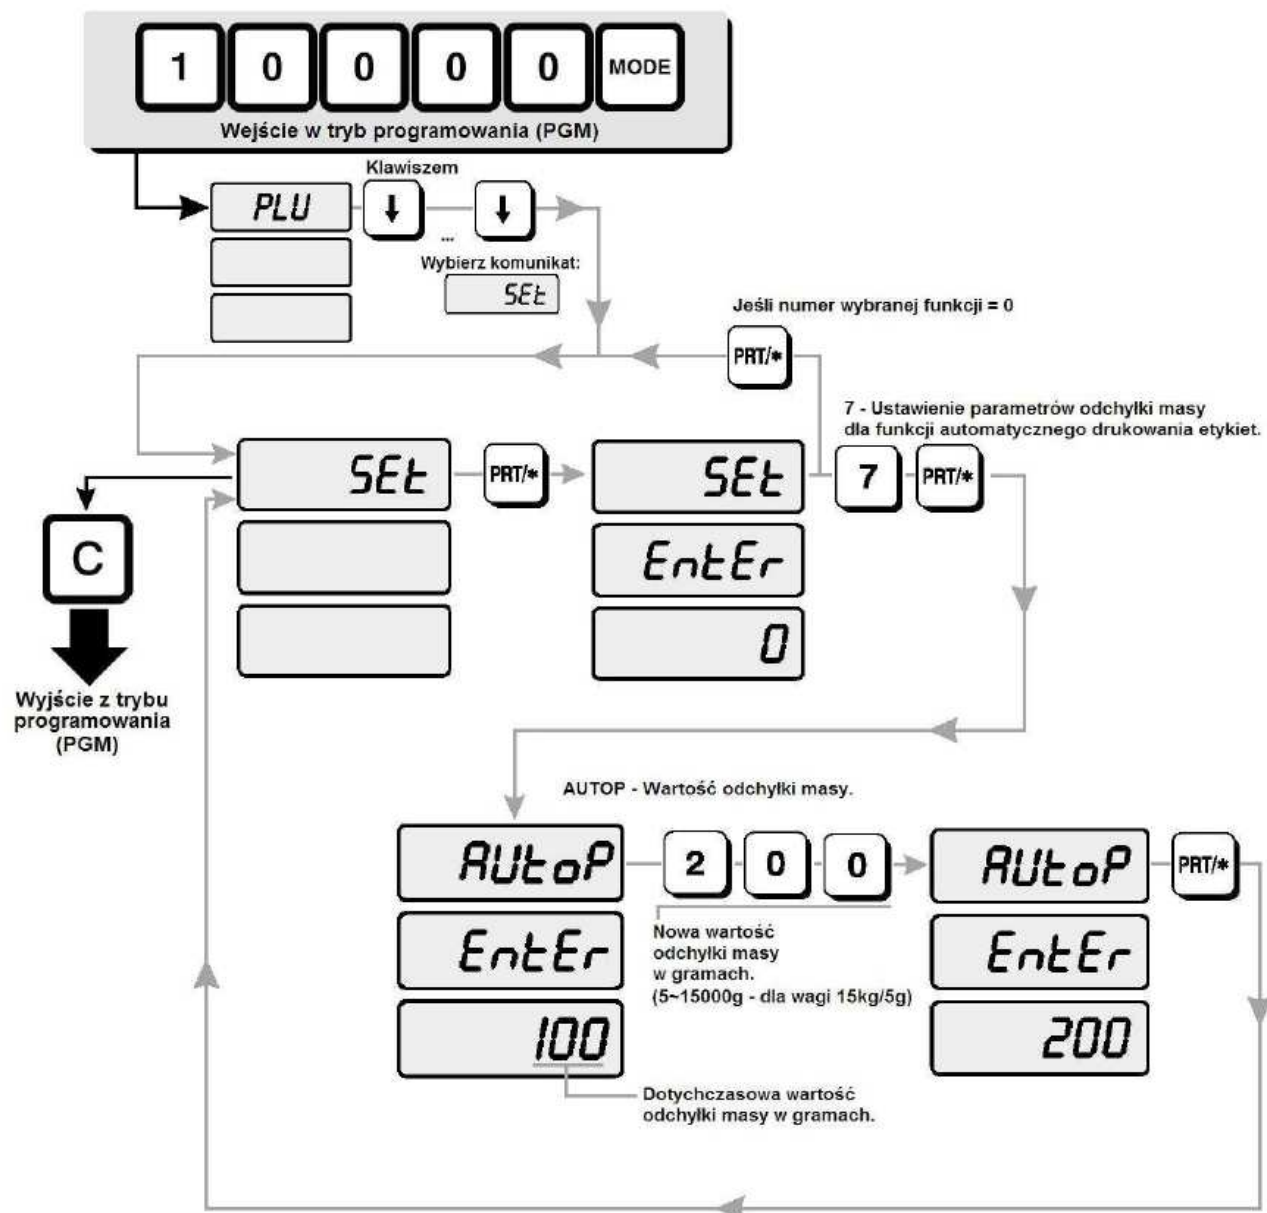 1 0 0 0 0 MODE
Wejście w tryb programowania (PGM)
Klawiszem
PLU ↓ ... ↓
Wybierz komunikat:
SEt
Jeśli numer wybranej funkcji = 0
PRT/*
7 - Ustawienie parametrów odchyłki masy
dla funkcji automatycznego drukowania etykiet.
SEt PRT/* SEt 7 PRT/*
C
EntEr
0
Wyjście z trybu
programowania
(PGM)
AUTOP - Wartość odchyłki masy.
AUtoP 2 0 0 AUtoP PRT/*
EntEr
Nowa wartość
odchyłki masy
w gramach.
(5~15000g - dla wagi 15kg/5g)
EntEr
100
200
Dotychczasowa wartość
odchyłki masy w gramach.